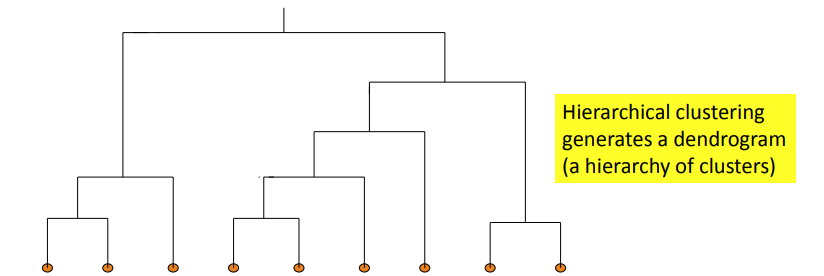 Hierarchical clustering
generates a dendrogram
(a hierarchy of clusters)